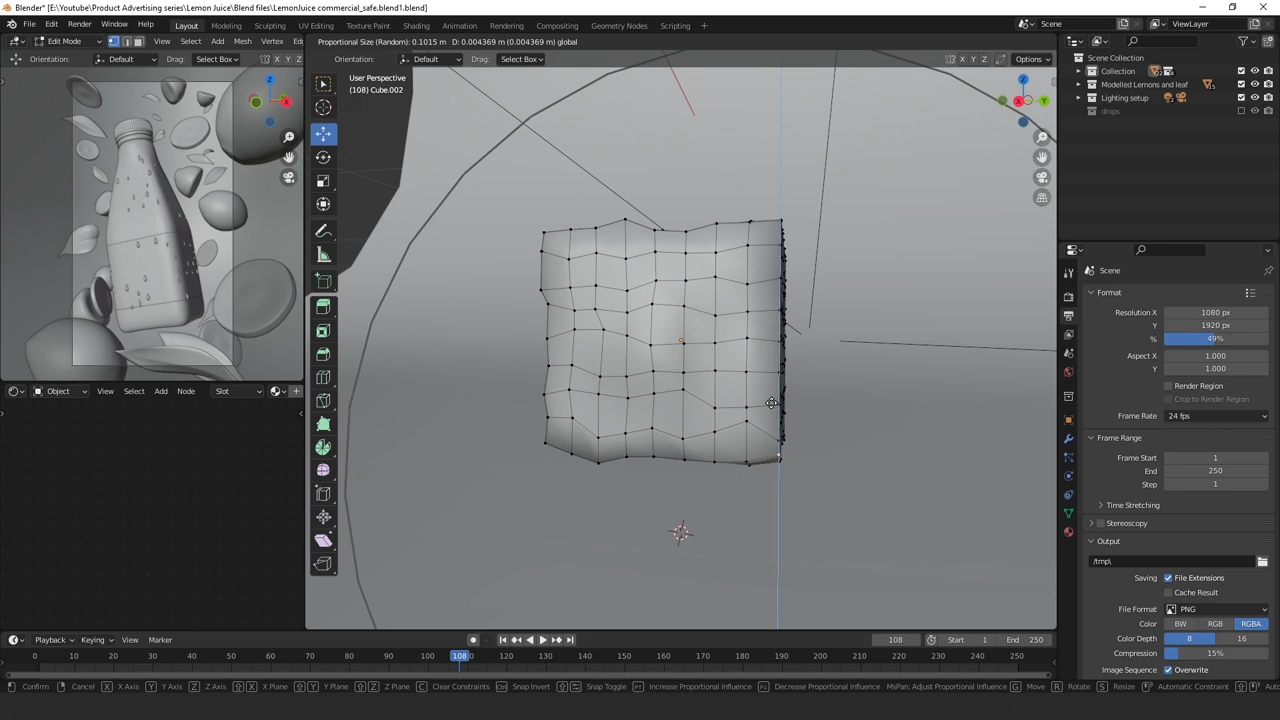 Blender* [E:\Youtube\Product Advertising series\Lemon Juice\Blend files\LemonJuice commercial_safe.blend1.blend]
File Edit Render Window Help Layout Modeling Sculpting UV Editing Texture Paint Shading Animation Rendering Compositing Geometry Nodes Scripting + Scene ViewLayer
Edit Mode View Select Add Mesh Vertex Proportional Size (Random): 0.1015 m D: 0.004369 m (0.004369 m) global
Orientation: Default Drag: Select Box X Y Z Orientation: Default Drag: Select Box X Y Z Options
Scene Collection
Collection
Modelled Lemons and leaf 15
Lighting setup 2
drops
User Perspective
(108) Cube.002
Z
X
Z
X Y
Scene
Format
Resolution X 1080 px
Y 1920 px
% 49%
Aspect X 1.000
Y 1.000
Render Region
Crop to Render Region
Frame Rate 24 fps
Frame Range
Frame Start 1
End 250
Step 1
Time Stretching
Stereoscopy
Output
/tmp\
Saving File Extensions
Cache Result
File Format PNG
Color BW RGB RGBA
Color Depth 8 16
Compression 15%
Image Sequence Overwrite
Object View Select Add Node Slot
Playback Keying View Marker 108 Start 1 End 250
0 10 20 30 40 50 60 70 80 90 100 108 120 130 140 150 160 170 180 190 200 210 220 230 240 250
Confirm Cancel X X Axis Y Y Axis Z Z Axis X X Plane Y Y Plane Z Z Plane C Clear Constraints Snap Invert Snap Toggle Increase Proportional Influence Decrease Proportional Influence MsPan: Adjust Proportional Influence G Move R Rotate S Resize Automatic Constraint